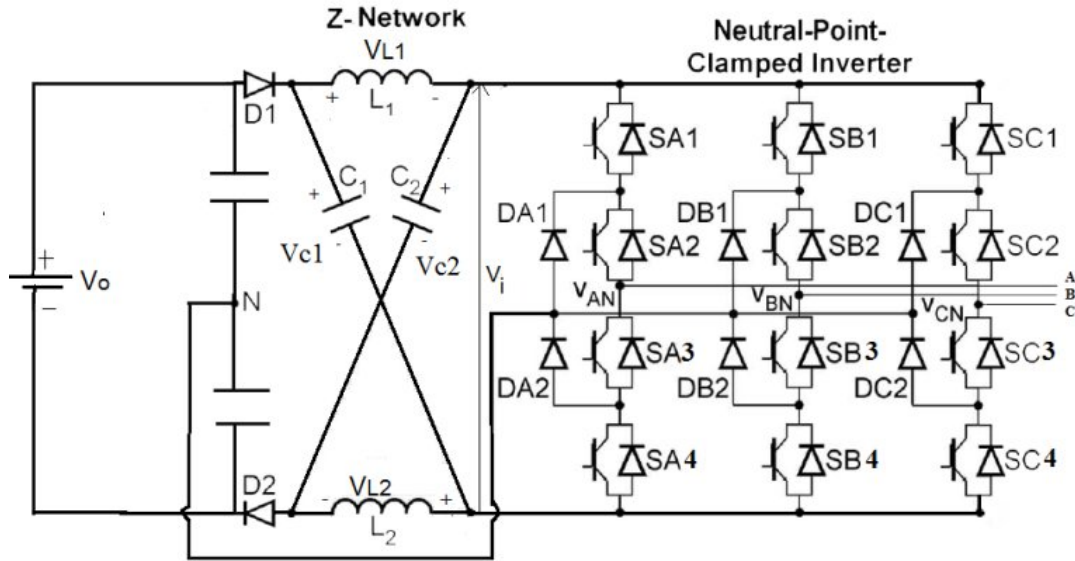 Z- Network
Neutral-Point-
Clamped Inverter
VL1
D1
+ L1 -
SA1 SB1 SC1
+ C1 C2 +
DA1 DB1 DC1
- -
Vc1 Vc2
SA2 SB2 SC2
+
Vo
-
Vi
N
VAN VBN VCN
A
B
C
SA3 SB3 SC3
DA2 DB2 DC2
SA4 SB4 SC4
D2
- VL2 +
L2